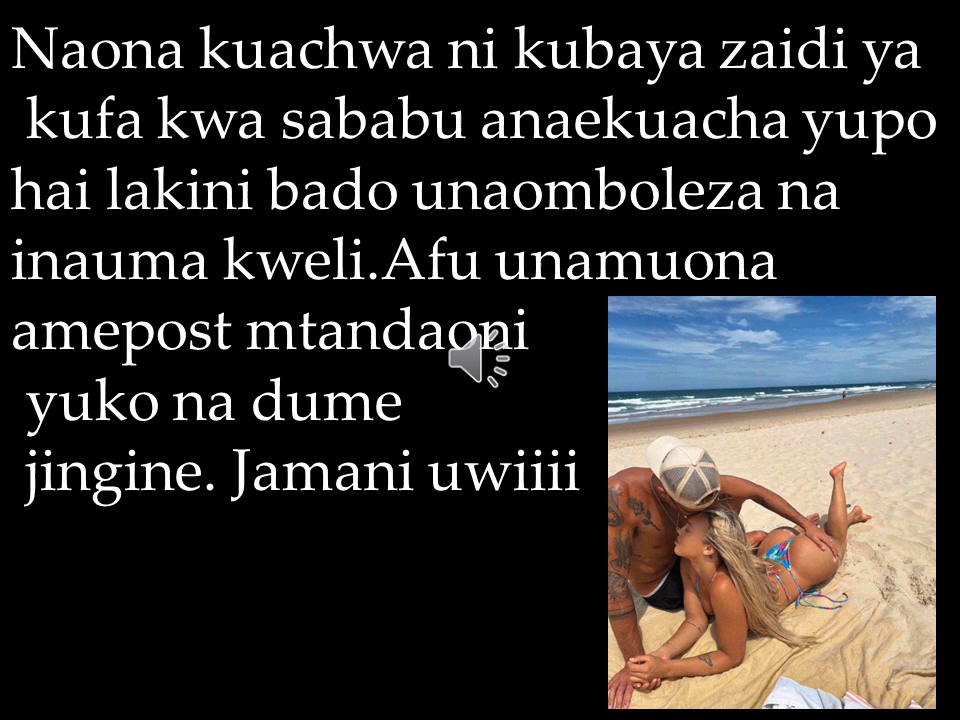 Naona kuachwa ni kubaya zaidi ya
kufa kwa sababu anaekuacha yupo
hai lakini bado unaomboleza na
inauma kweli.Afu unamuona
amepost mtandaoni
yuko na dume
jingine. Jamani uwiiii